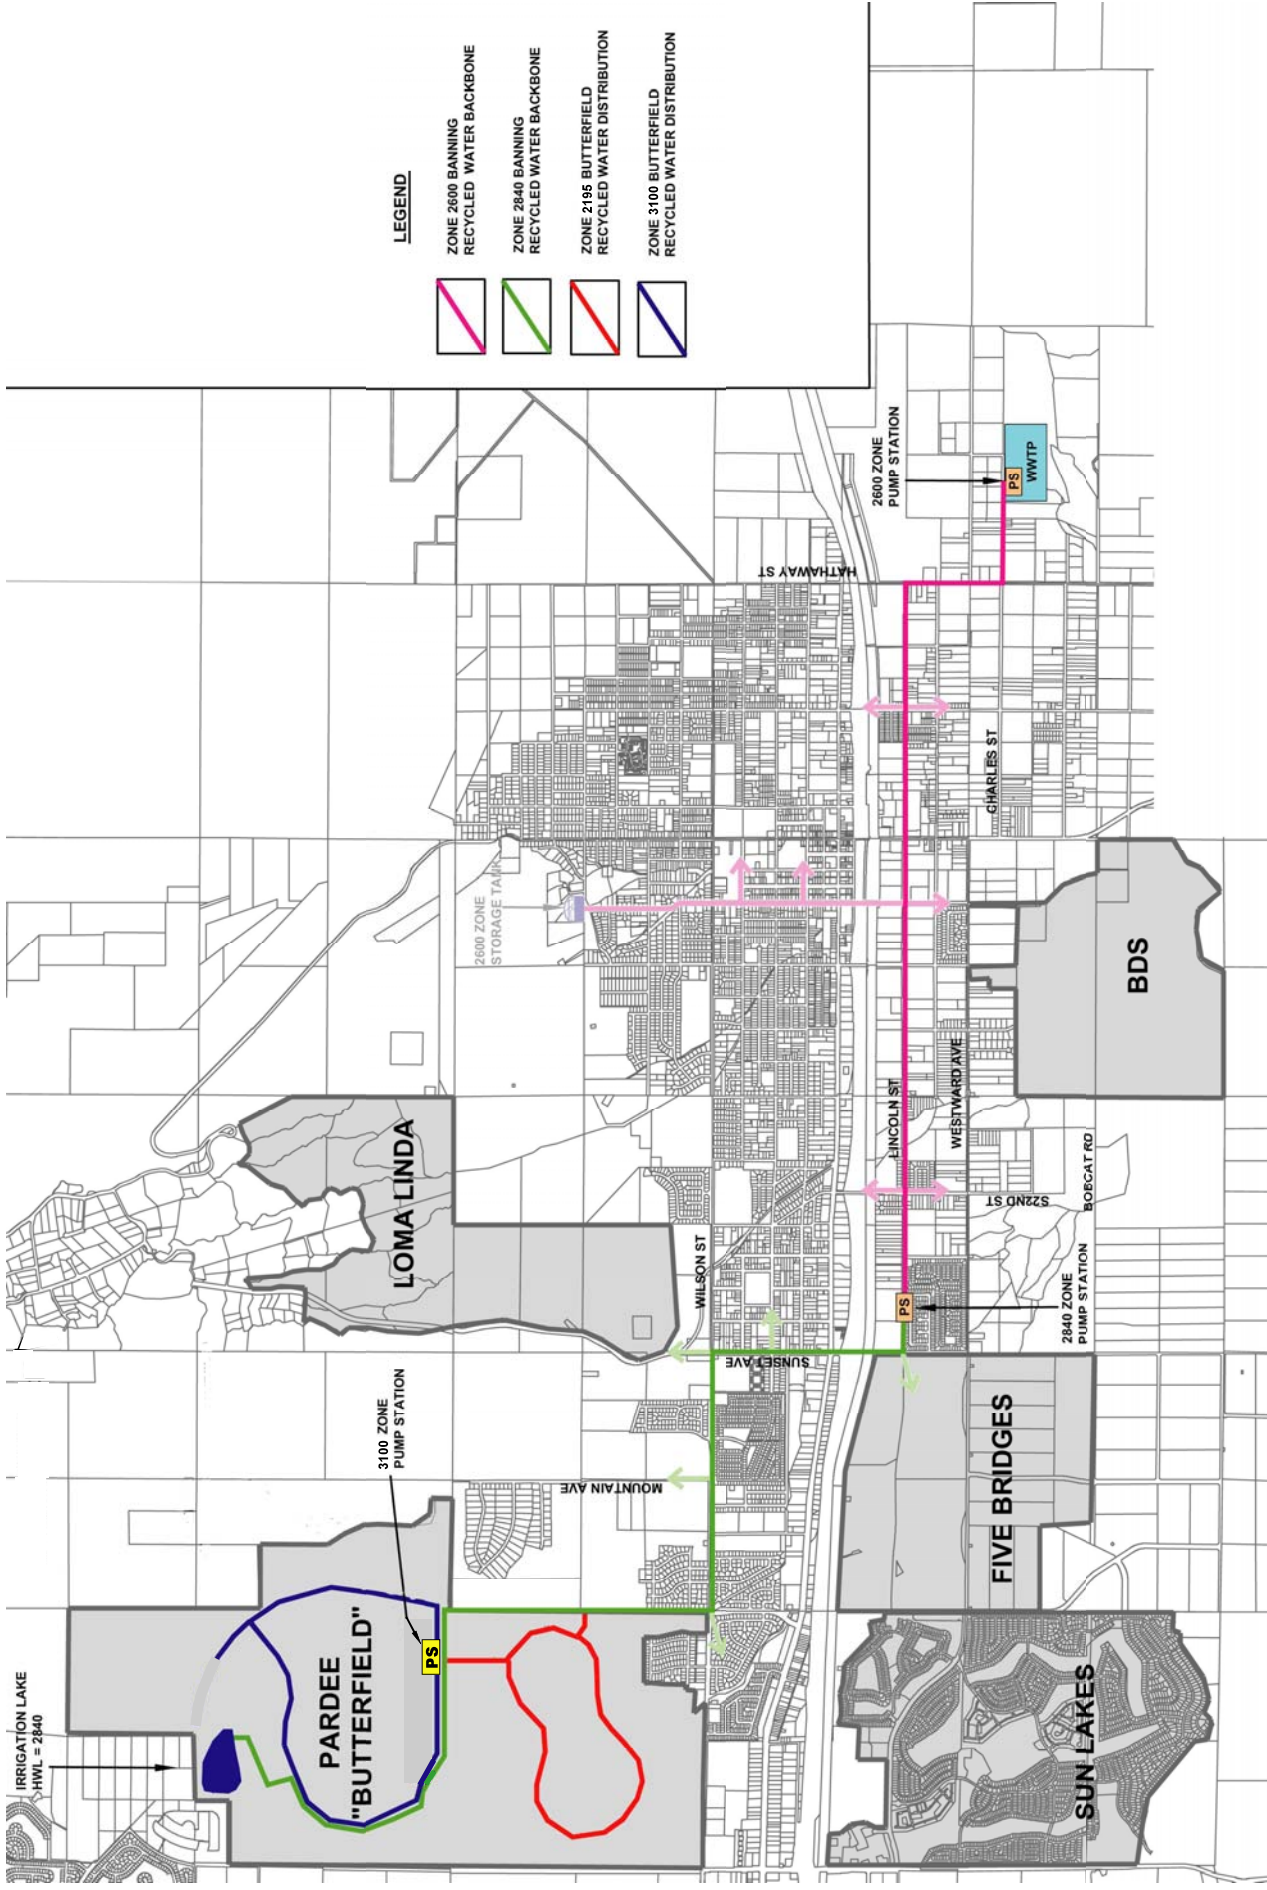 LEGEND
ZONE 2600 BANNING
RECYCLED WATER BACKBONE
ZONE 2840 BANNING
RECYCLED WATER BACKBONE
ZONE 2195 BUTTERFIELD
RECYCLED WATER DISTRIBUTION
ZONE 3100 BUTTERFIELD
RECYCLED WATER DISTRIBUTION
IRRIGATION LAKE
HWL = 2840
PARDEE
"BUTTERFIELD"
PS
3100 ZONE
PUMP STATION
MOUNTAIN AVE
LOMA LINDA
WILSON ST
SUNSET AVE
2600 ZONE
STORAGE TANK
HATHAWAY ST
2600 ZONE
PUMP STATION
PS
WWTP
CHARLES ST
LINCOLN ST
WESTWARD AVE
S22ND ST
BOBCAT RD
PS
2840 ZONE
PUMP STATION
BDS
FIVE BRIDGES
SUN LAKES